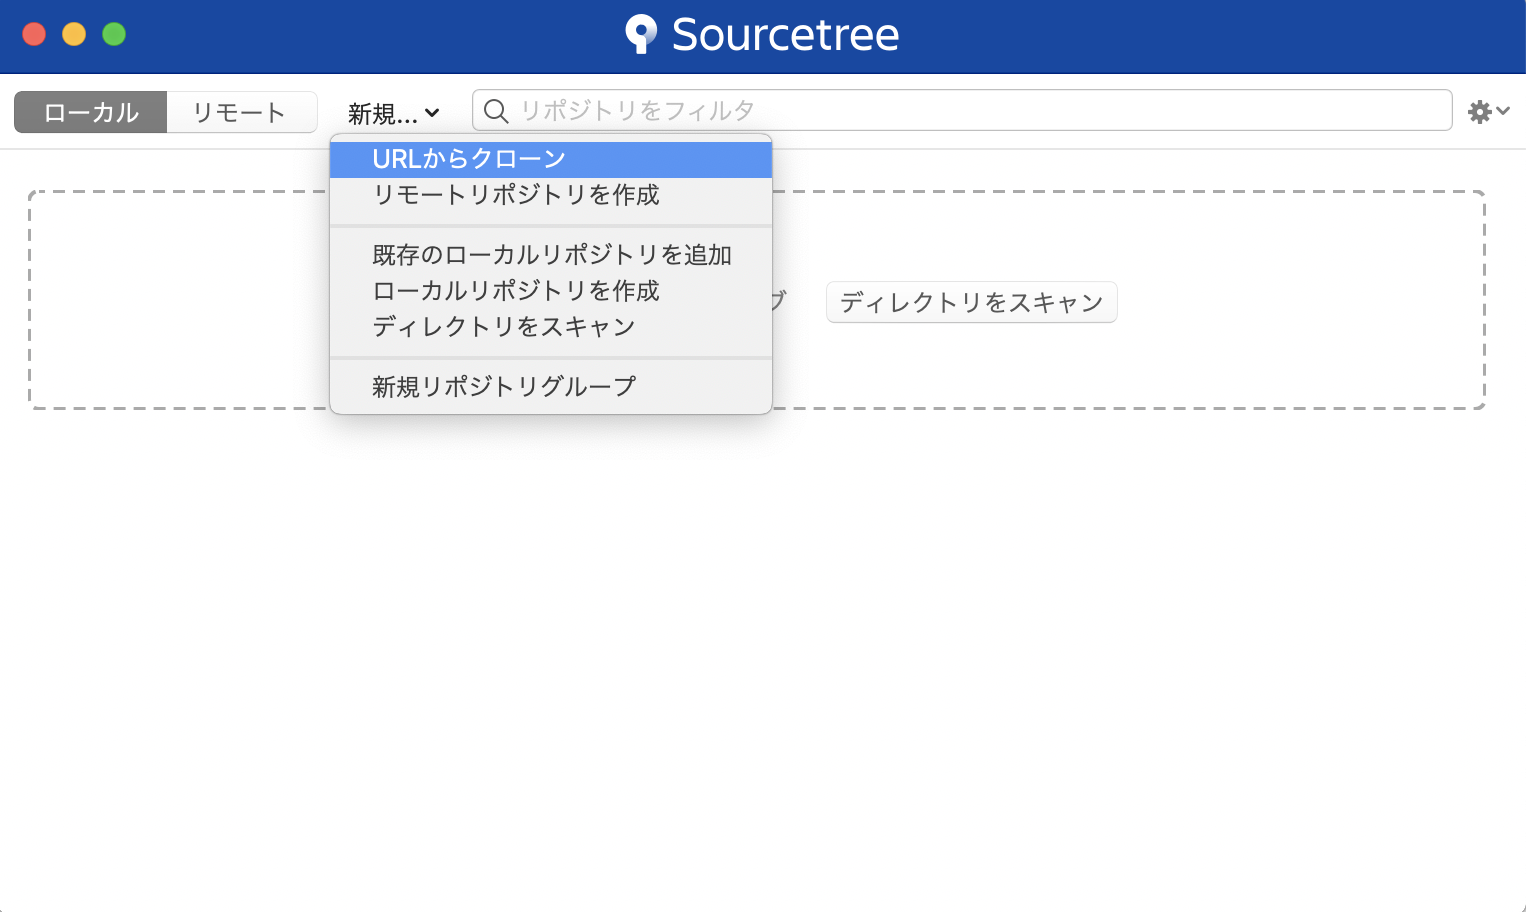 Sourcetree
ローカル リモート 新規... リポジトリをフィルタ
URLからクローン
リモートリポジトリを作成
既存のローカルリポジトリを追加
ローカルリポジトリを作成
ディレクトリをスキャン
新規リポジトリグループ
ブ ディレクトリをスキャン